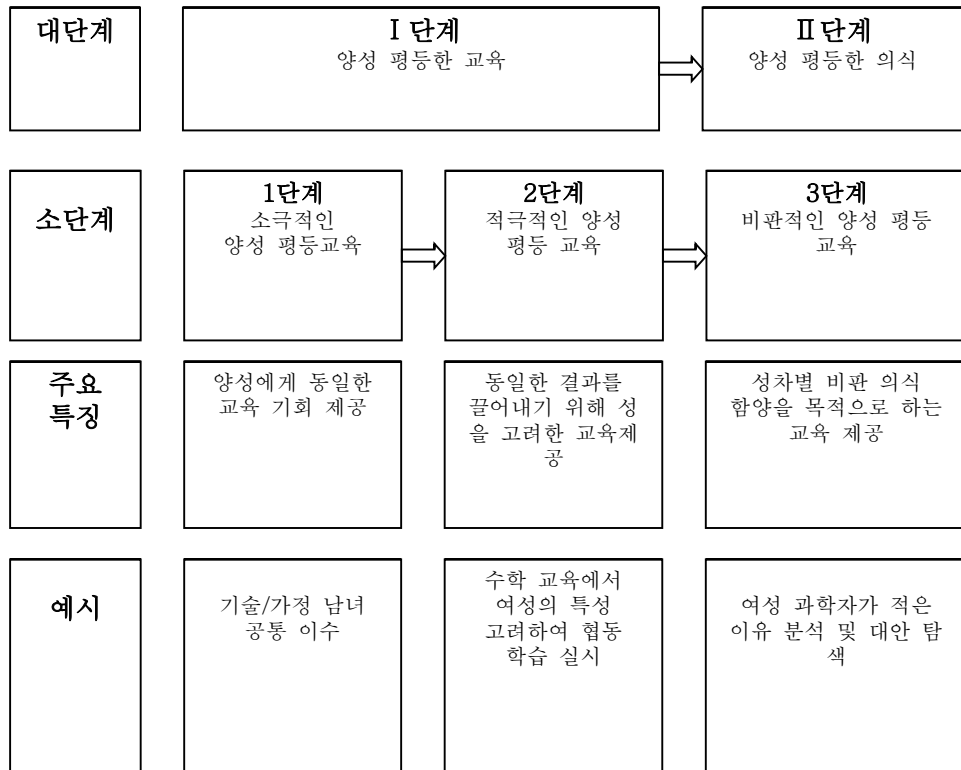 대단계
Ⅰ단계
양성 평등한 교육
Ⅱ단계
양성 평등한 의식
소단계
1단계
소극적인
양성 평등교육
2단계
적극적인 양성
평등 교육
3단계
비판적인 양성 평등
교육
주요
특징
양성에게 동일한
교육 기회 제공
동일한 결과를
끌어내기 위해 성
을 고려한 교육제
공
성차별 비판 의식
함양을 목적으로 하는
교육 제공
예시
기술/가정 남녀
공통 이수
수학 교육에서
여성의 특성
고려하여 협동
학습 실시
여성 과학자가 적은
이유 분석 및 대안 탐
색